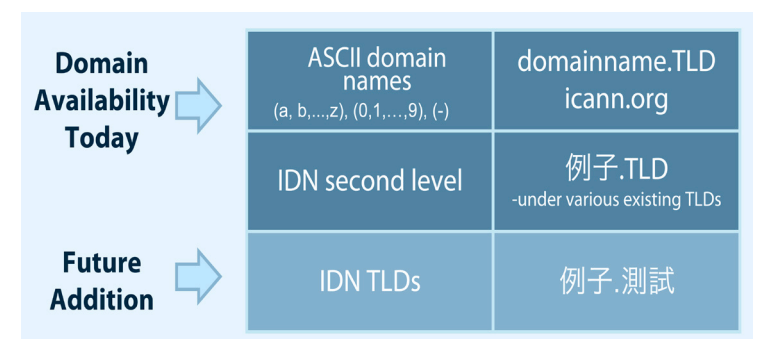 Domain
Availability
Today
ASCII domain
names
(a, b,...,z), (0,1,...,9), (-)
domainname.TLD
icann.org
IDN second level
例子.TLD
-under various existing TLDs
Future
Addition
IDN TLDs
例子.測試